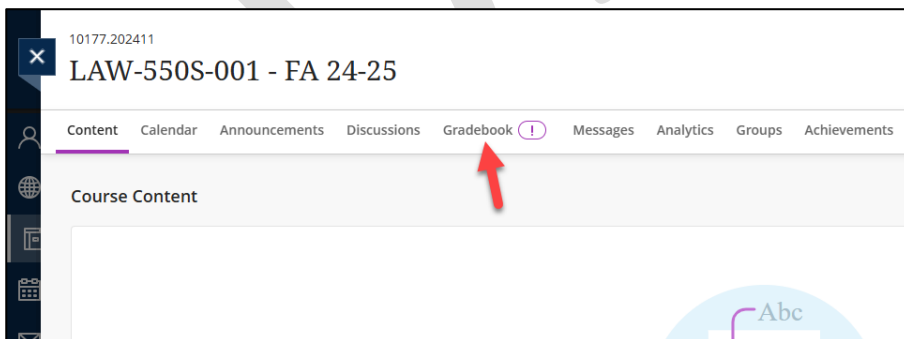 10177.202411
LAW-550S-001 - FA 24-25
Content Calendar Announcements Discussions Gradebook ! Messages Analytics Groups Achievements
Course Content
Abc